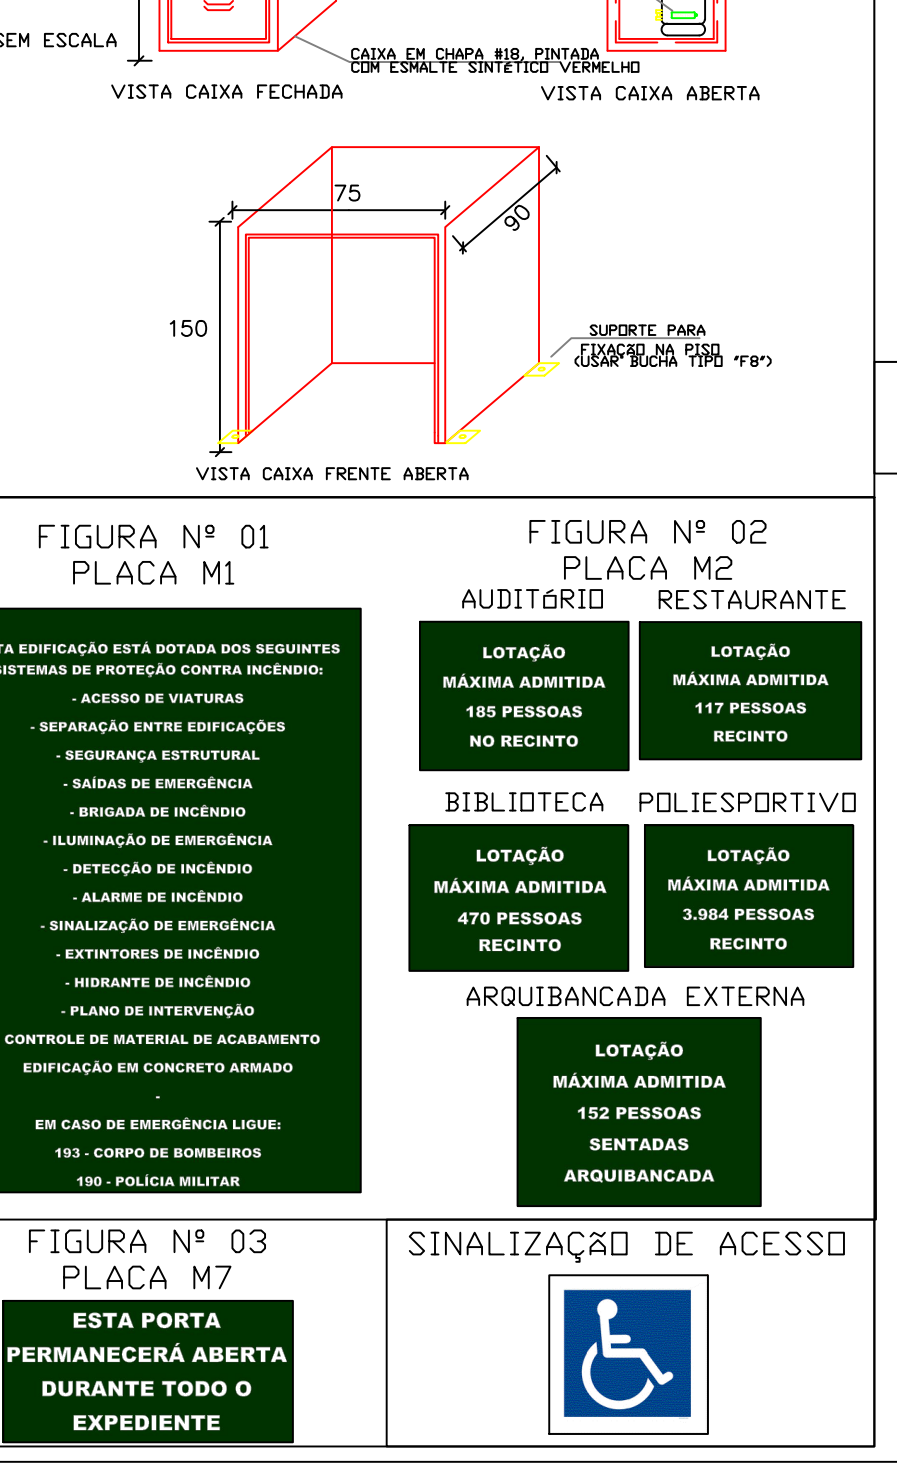 SEM ESCALA
CAIXA EM CHAPA #18, PINTADA
COM ESMALTE SINTÉTICO VERMELHO
VISTA CAIXA FECHADA
VISTA CAIXA ABERTA
75
90
150
SUPORTE PARA
FIXAÇÃO NA PISO
(USAR BUCHA TIPO "F8")
VISTA CAIXA FRENTE ABERTA
FIGURA Nº 01
PLACA M1
TA EDIFICAÇÃO ESTÁ DOTADA DOS SEGUINTES
SISTEMAS DE PROTEÇÃO CONTRA INCÊNDIO:
- ACESSO DE VIATURAS
- SEPARAÇÃO ENTRE EDIFICAÇÕES
- SEGURANÇA ESTRUTURAL
- SAÍDAS DE EMERGÊNCIA
- BRIGADA DE INCÊNDIO
- ILUMINAÇÃO DE EMERGÊNCIA
- DETECÇÃO DE INCÊNDIO
- ALARME DE INCÊNDIO
- SINALIZAÇÃO DE EMERGÊNCIA
- EXTINTORES DE INCÊNDIO
- HIDRANTE DE INCÊNDIO
- PLANO DE INTERVENÇÃO
CONTROLE DE MATERIAL DE ACABAMENTO
EDIFICAÇÃO EM CONCRETO ARMADO
-
EM CASO DE EMERGÊNCIA LIGUE:
193 - CORPO DE BOMBEIROS
190 - POLÍCIA MILITAR
FIGURA Nº 02
PLACA M2
AUDITÓRIO
LOTAÇÃO
MÁXIMA ADMITIDA
185 PESSOAS
NO RECINTO
RESTAURANTE
LOTAÇÃO
MÁXIMA ADMITIDA
117 PESSOAS
RECINTO
BIBLIOTECA
LOTAÇÃO
MÁXIMA ADMITIDA
470 PESSOAS
RECINTO
POLIESPORTIVO
LOTAÇÃO
MÁXIMA ADMITIDA
3.984 PESSOAS
RECINTO
ARQUIBANCADA EXTERNA
LOTAÇÃO
MÁXIMA ADMITIDA
152 PESSOAS
SENTADAS
ARQUIBANCADA
FIGURA Nº 03
PLACA M7
ESTA PORTA
PERMANECERÁ ABERTA
DURANTE TODO O
EXPEDIENTE
SINALIZAÇÃO DE ACESSO